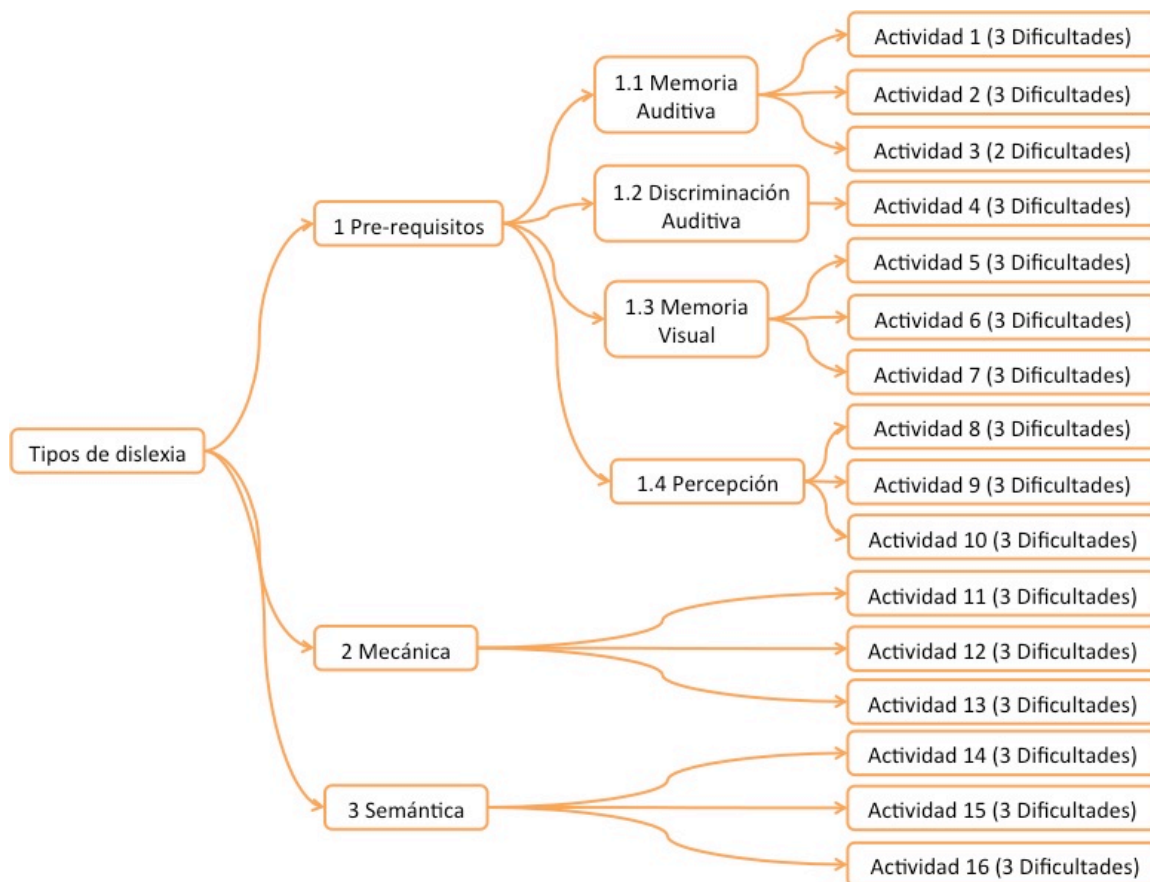 Tipos de dislexia
1 Pre-requisitos
1.1 Memoria
Auditiva
Actividad 1 (3 Dificultades)
Actividad 2 (3 Dificultades)
Actividad 3 (2 Dificultades)
1.2 Discriminación
Auditiva
Actividad 4 (3 Dificultades)
1.3 Memoria
Visual
Actividad 5 (3 Dificultades)
Actividad 6 (3 Dificultades)
Actividad 7 (3 Dificultades)
1.4 Percepción
Actividad 8 (3 Dificultades)
Actividad 9 (3 Dificultades)
Actividad 10 (3 Dificultades)
2 Mecánica
Actividad 11 (3 Dificultades)
Actividad 12 (3 Dificultades)
Actividad 13 (3 Dificultades)
3 Semántica
Actividad 14 (3 Dificultades)
Actividad 15 (3 Dificultades)
Actividad 16 (3 Dificultades)